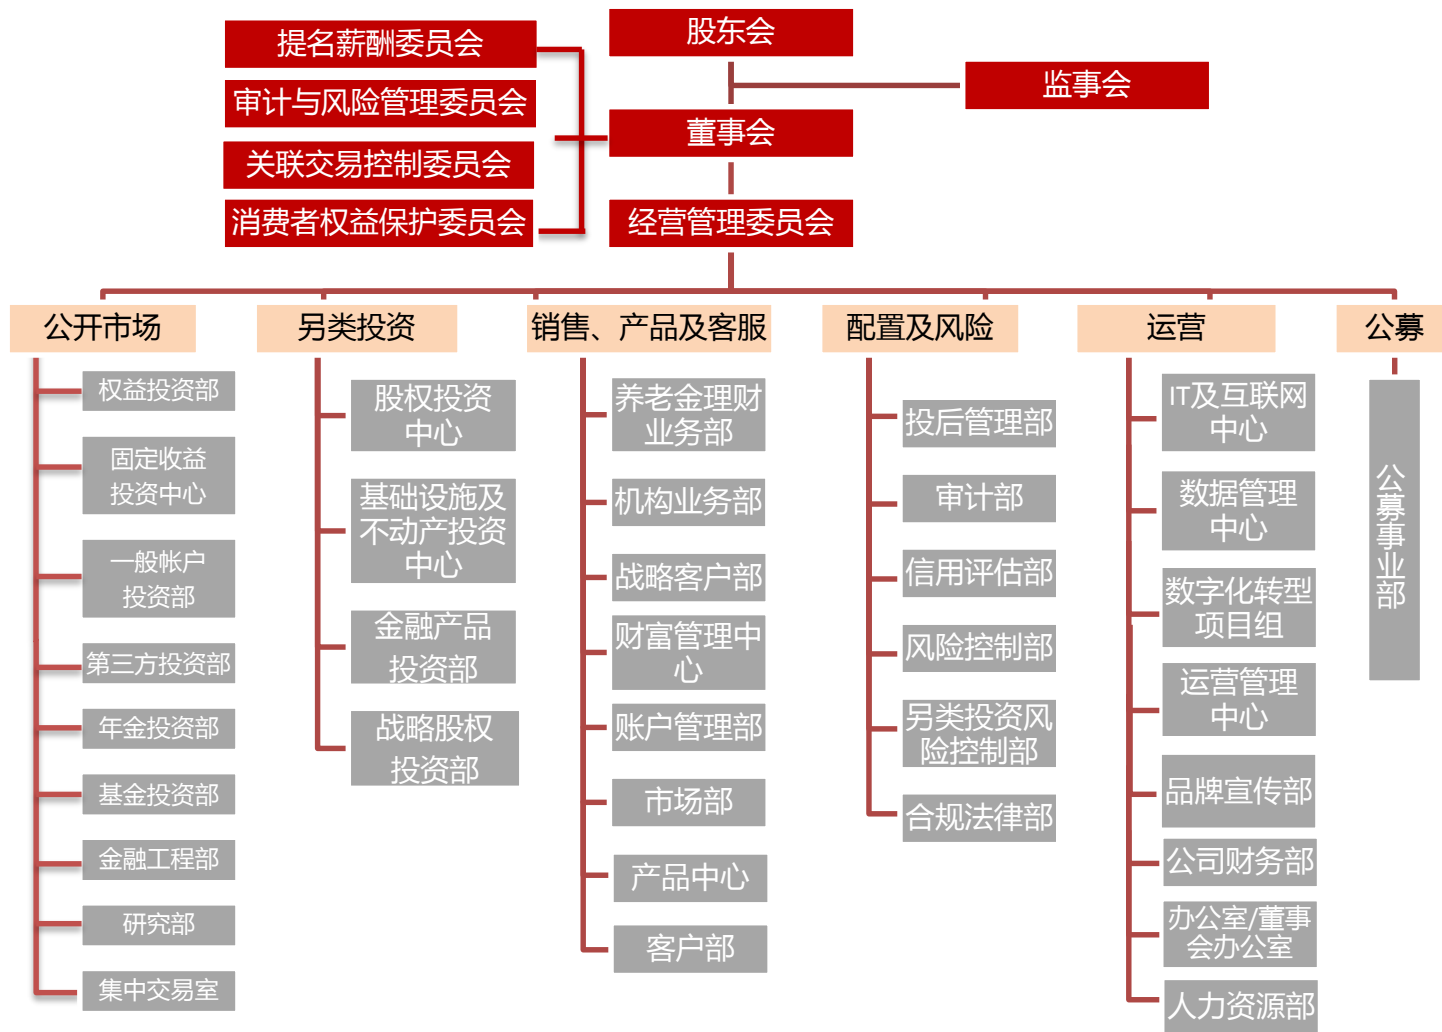 股东会
监事会
董事会
提名薪酬委员会
审计与风险管理委员会
关联交易控制委员会
消费者权益保护委员会
经营管理委员会
公开市场
权益投资部
固定收益
投资中心
一般帐户
投资部
第三方投资部
年金投资部
基金投资部
金融工程部
研究部
集中交易室
另类投资
股权投资
中心
基础设施及
不动产投资
中心
金融产品
投资部
战略股权
投资部
销售、产品及客服
养老金理财
业务部
机构业务部
战略客户部
财富管理中
心
账户管理部
市场部
产品中心
客户部
配置及风险
投后管理部
审计部
信用评估部
风险控制部
另类投资风
险控制部
合规法律部
运营
IT及互联网
中心
数据管理
中心
数字化转型
项目组
运营管理
中心
品牌宣传部
公司财务部
办公室/董事
会办公室
人力资源部
公募
公募事业部